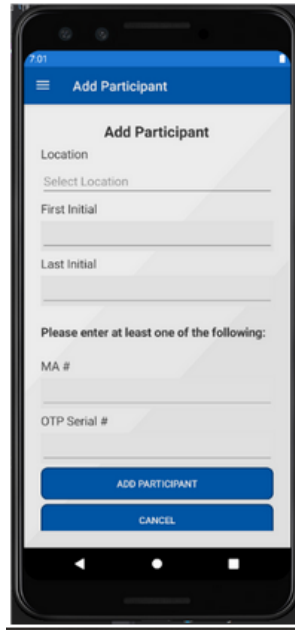 7:01
Add Participant
Add Participant
Location
Select Location
First Initial
Last Initial
Please enter at least one of the following:
MA #
OTP Serial #
ADD PARTICIPANT
CANCEL